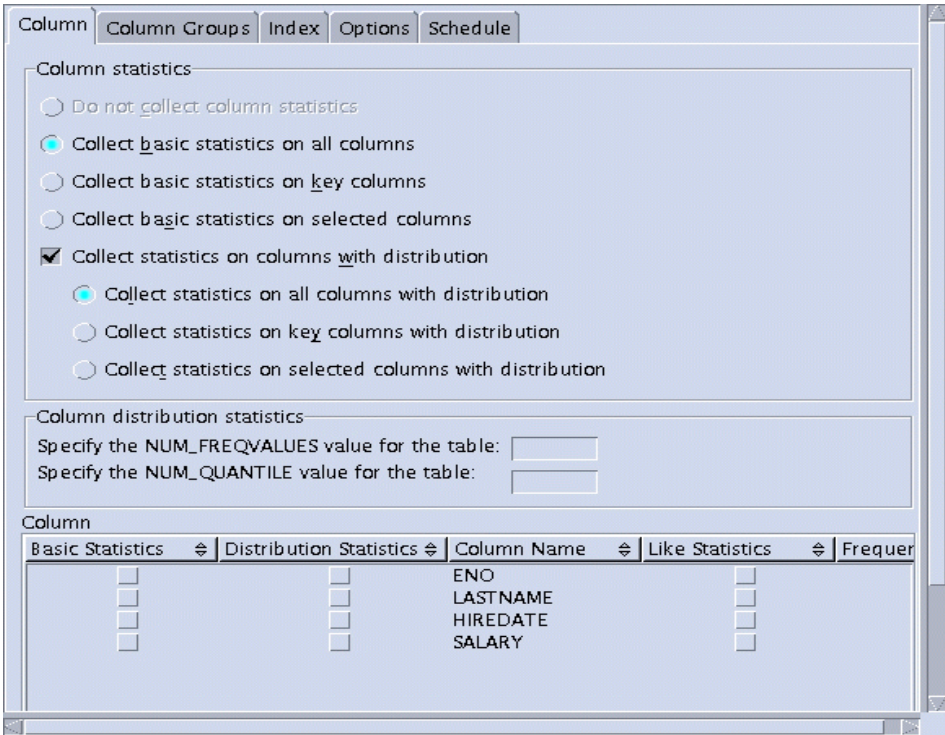 Column Column Groups Index Options Schedule
Column statistics
Do not collect column statistics
Collect basic statistics on all columns
Collect basic statistics on key columns
Collect basic statistics on selected columns
Collect statistics on columns with distribution
Collect statistics on all columns with distribution
Collect statistics on key columns with distribution
Collect statistics on selected columns with distribution
Column distribution statistics
Specify the NUM_FREQVALUES value for the table:
Specify the NUM_QUANTILE value for the table:
Column
Basic Statistics Distribution Statistics Column Name Like Statistics Frequer
ENO
LASTNAME
HIREDATE
SALARY